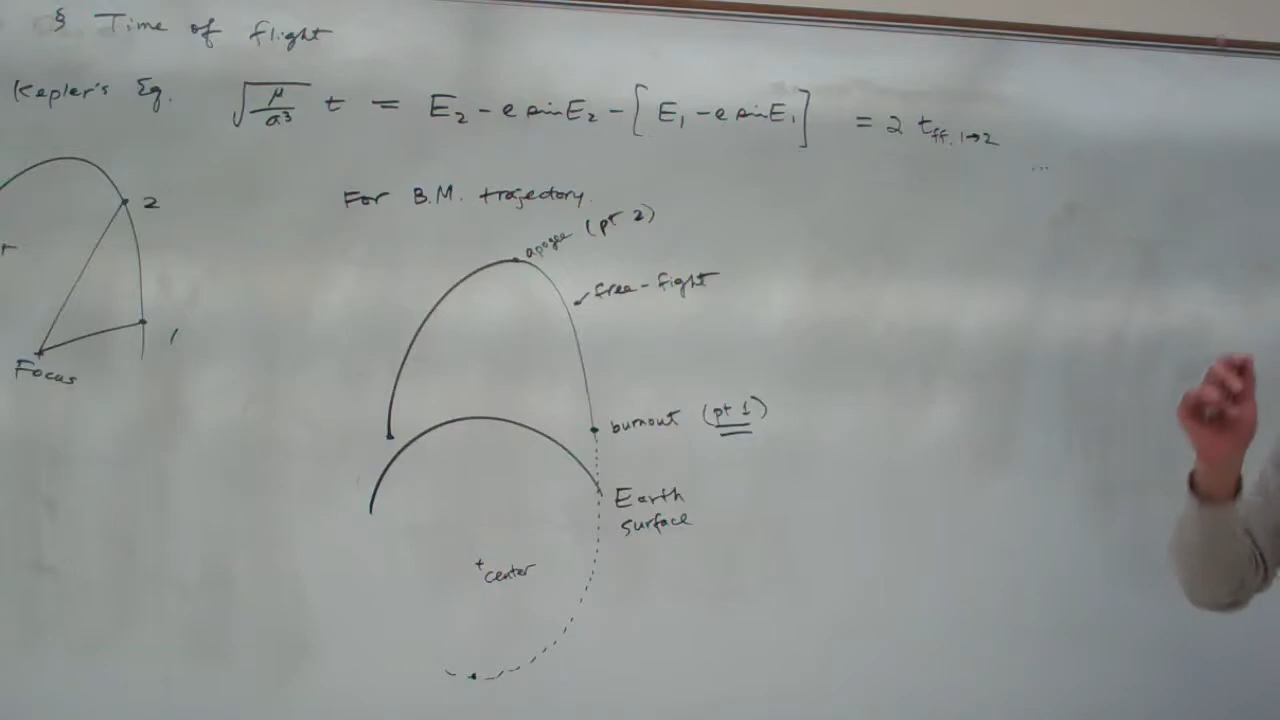 § Time of flight
Kepler's Eq. √(μ/a³) t = E₂ - e sin E₂ - [E₁ - e sin E₁] = 2 t_ff, 1→2
...
For B.M. trajectory.
2
apogee (pt 2)
free-fight
1
Focus
burnout (pt 1)
Earth
surface
+center